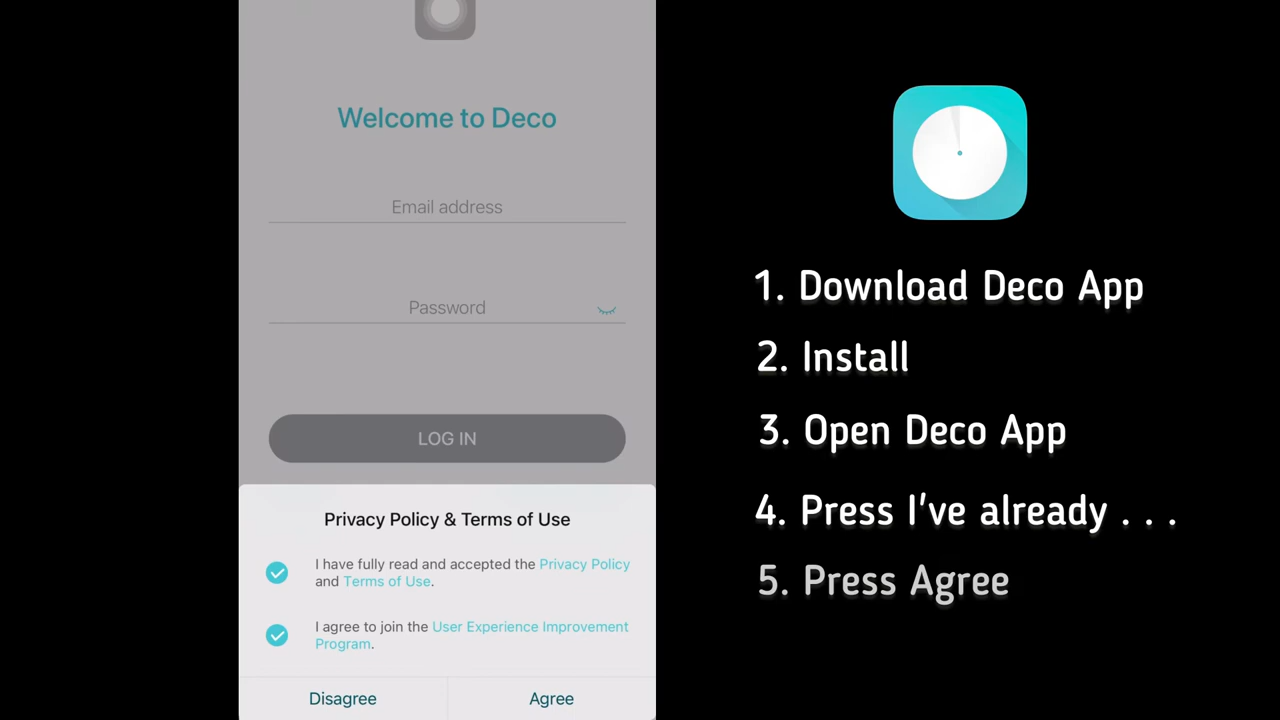 Welcome to Deco
Email address
Password
LOG IN
Privacy Policy & Terms of Use
I have fully read and accepted the Privacy Policy
and Terms of Use.
I agree to join the User Experience Improvement
Program.
Disagree
Agree
1. Download Deco App
2. Install
3. Open Deco App
4. Press I've already . . .
5. Press Agree